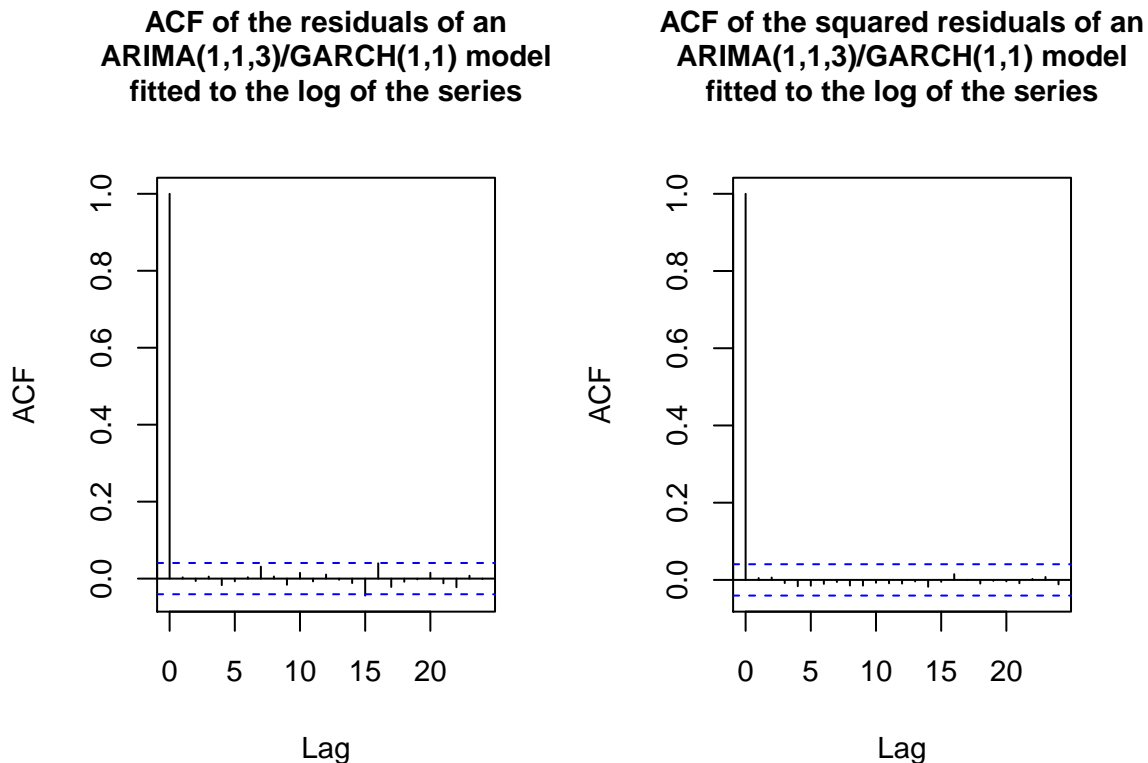 ACF of the residuals of an
ARIMA(1,1,3)/GARCH(1,1) model
fitted to the log of the series
ACF
1.0
0.8
0.6
0.4
0.2
0.0
0 5 10 15 20
Lag
ACF of the squared residuals of an
ARIMA(1,1,3)/GARCH(1,1) model
fitted to the log of the series
ACF
1.0
0.8
0.6
0.4
0.2
0.0
0 5 10 15 20
Lag